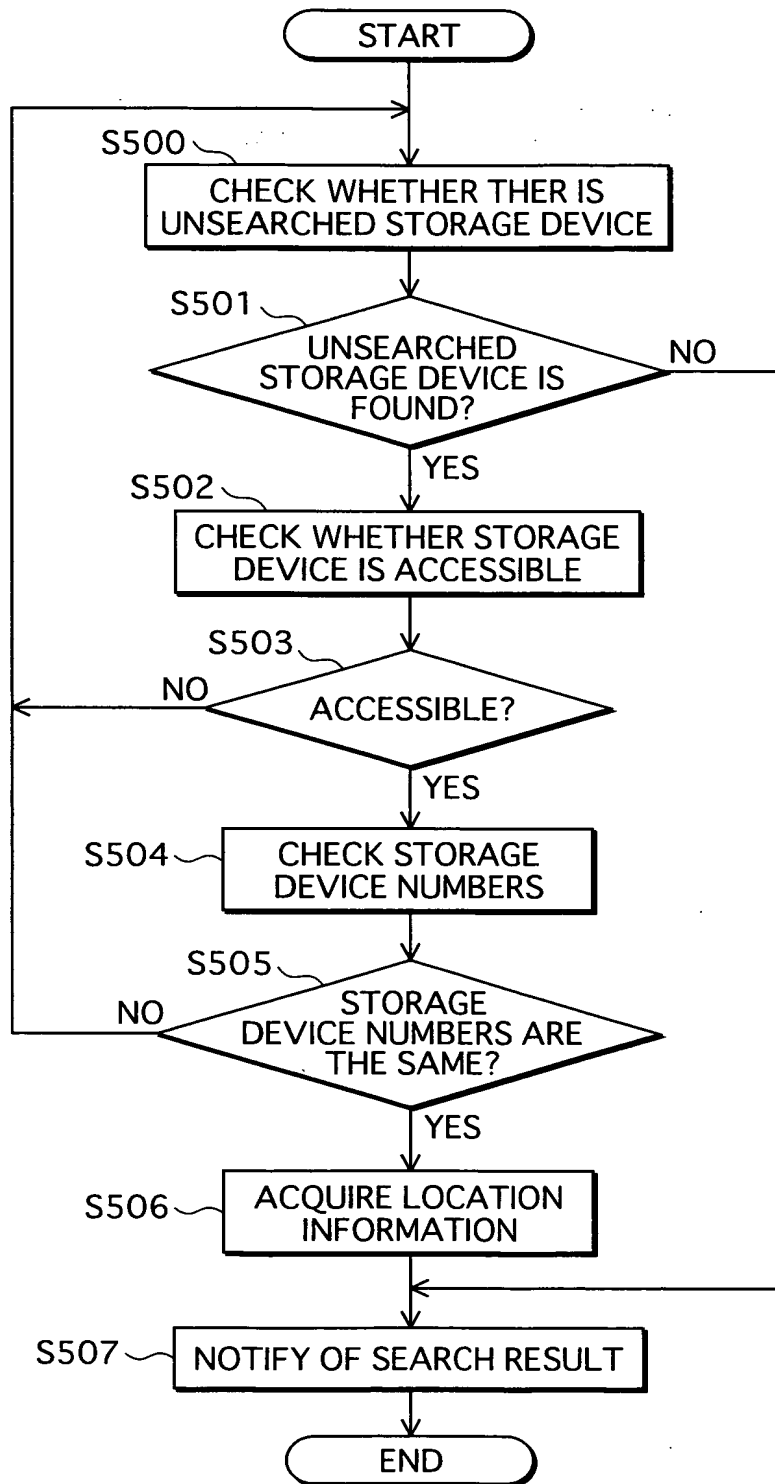 START
S500
CHECK WHETHER THER IS
UNSEARCHED STORAGE DEVICE
S501
UNSEARCHED
STORAGE DEVICE IS
FOUND?
NO
YES
S502
CHECK WHETHER STORAGE
DEVICE IS ACCESSIBLE
S503
NO
ACCESSIBLE?
YES
S504
CHECK STORAGE
DEVICE NUMBERS
S505
NO
STORAGE
DEVICE NUMBERS ARE
THE SAME?
YES
S506
ACQUIRE LOCATION
INFORMATION
S507
NOTIFY OF SEARCH RESULT
END